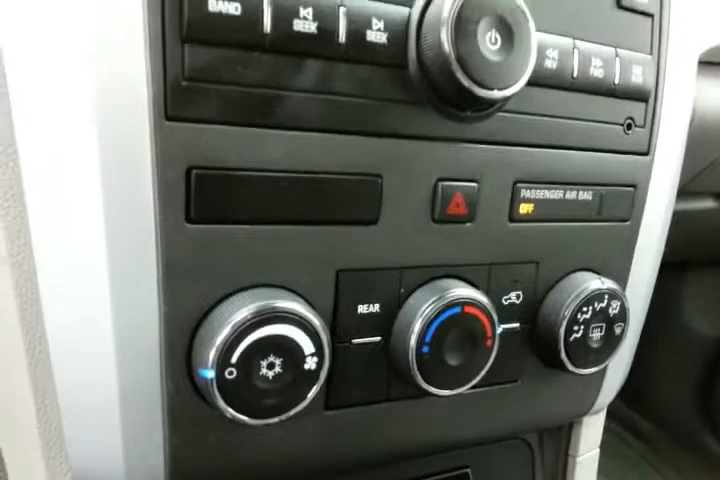 BAND
SEEK
SEEK
REV
FWD
PASSENGER AIR BAG
OFF
REAR